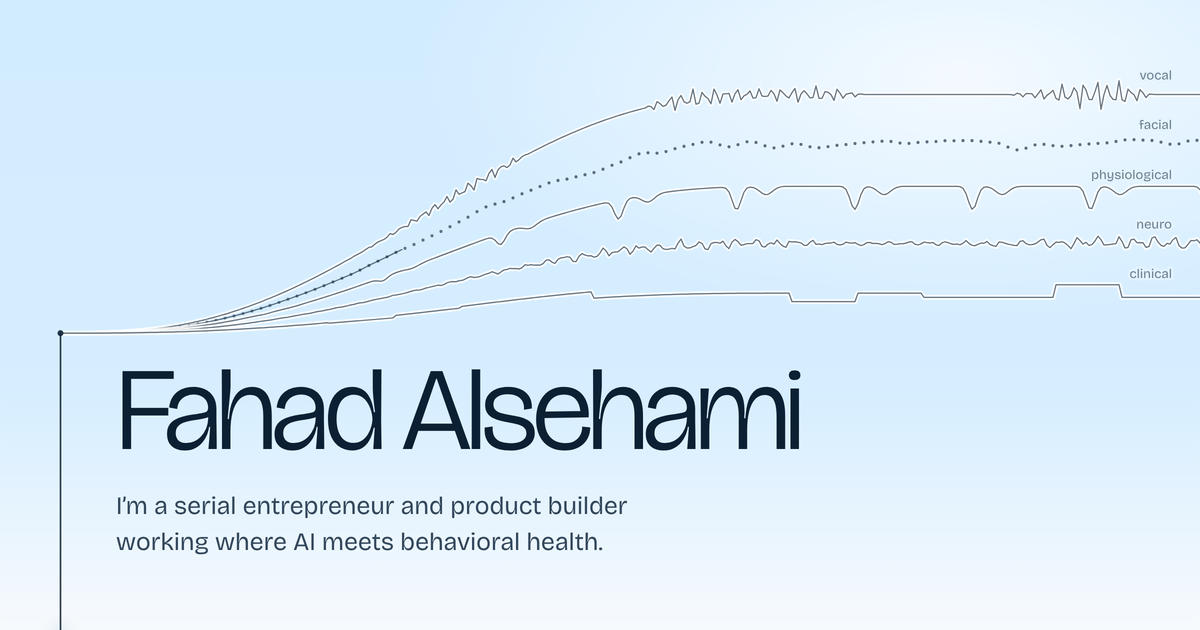 vocal
facial
physiological
neuro
clinical
Fahad Alsehami
I’m a serial entrepreneur and product builder
working where AI meets behavioral health.